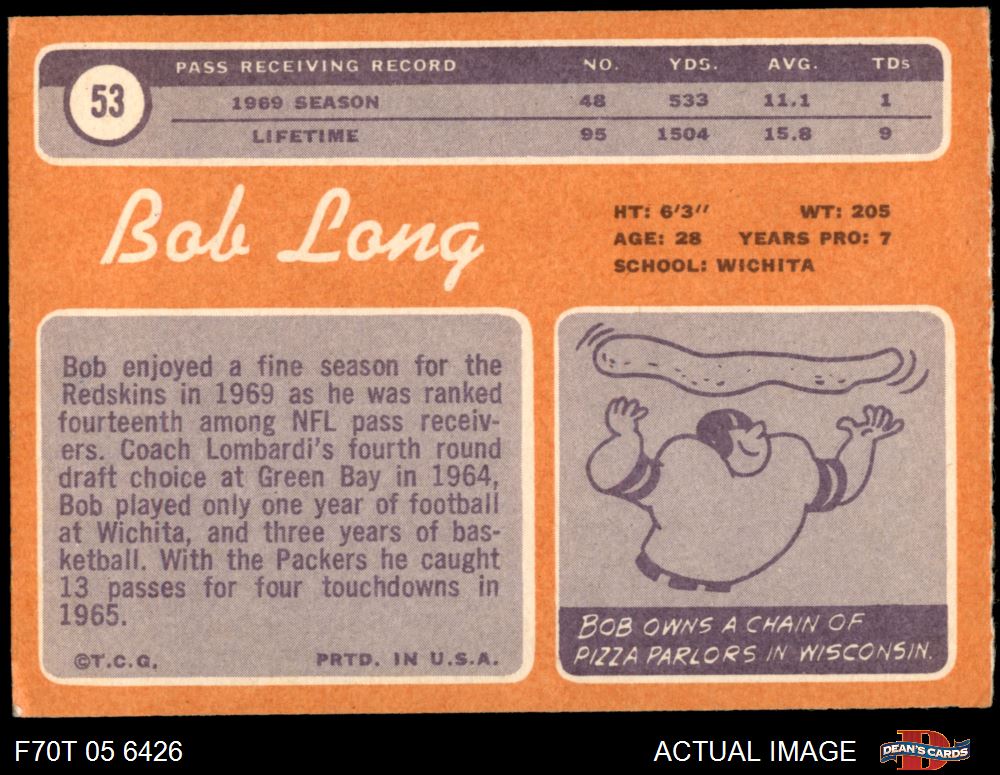 53
PASS RECEIVING RECORD NO. YDS. AVG. TDs
1969 SEASON 48 533 11.1 1
LIFETIME 95 1504 15.8 9
Bob Long
HT: 6'3" WT: 205
AGE: 28 YEARS PRO: 7
SCHOOL: WICHITA
Bob enjoyed a fine season for the
Redskins in 1969 as he was ranked
fourteenth among NFL pass receiv-
ers. Coach Lombardi's fourth round
draft choice at Green Bay in 1964,
Bob played only one year of football
at Wichita, and three years of bas-
ketball. With the Packers he caught
13 passes for four touchdowns in
1965.
©T.C.G. PRTD. IN U.S.A.
BOB OWNS A CHAIN OF
PIZZA PARLORS IN WISCONSIN.
F70T 05 6426 ACTUAL IMAGE DEAN'S CARDS